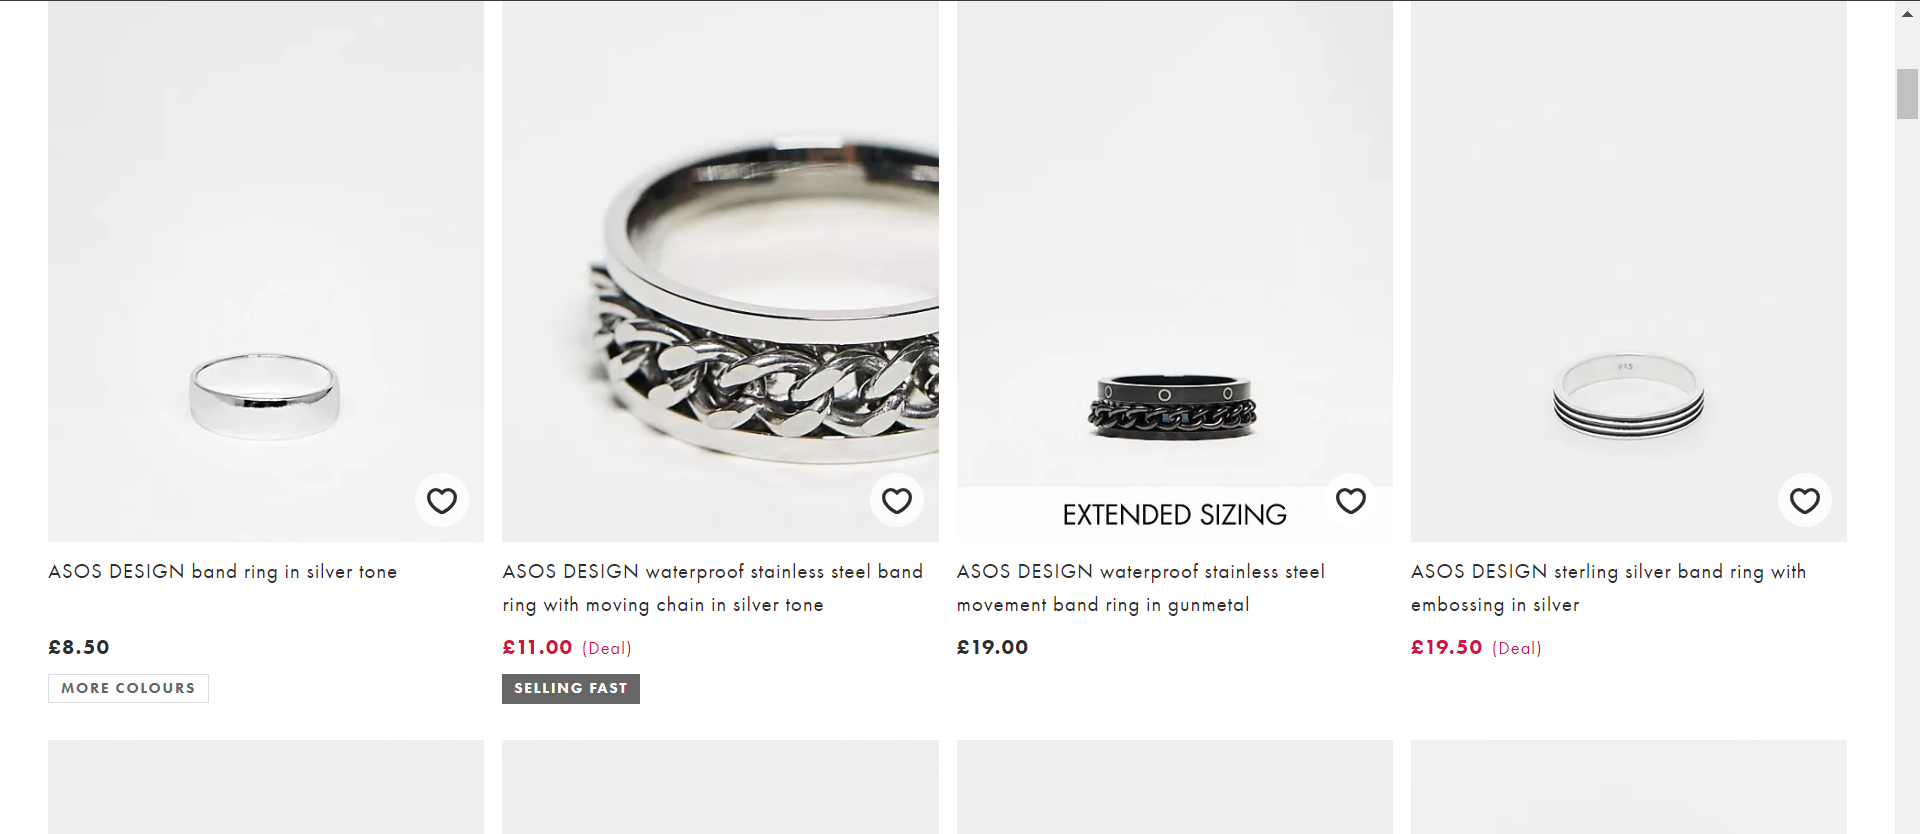 EXTENDED SIZING
ASOS DESIGN band ring in silver tone
£8.50
MORE COLOURS
ASOS DESIGN waterproof stainless steel band
ring with moving chain in silver tone
£11.00 (Deal)
SELLING FAST
ASOS DESIGN waterproof stainless steel
movement band ring in gunmetal
£19.00
925
ASOS DESIGN sterling silver band ring with
embossing in silver
£19.50 (Deal)